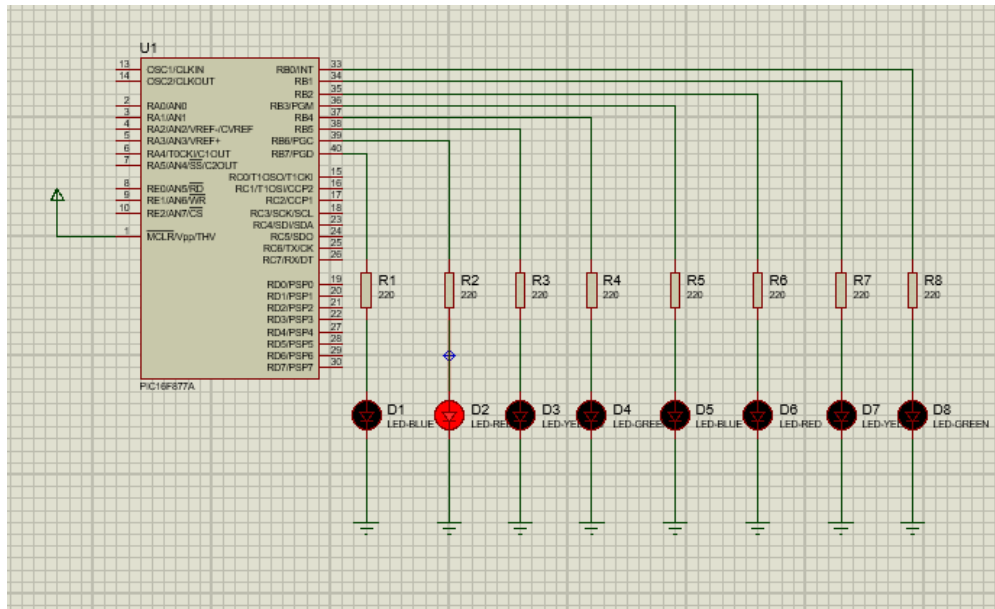 U1
13 OSC1/CLKIN RB0/INT 33
14 OSC2/CLKOUT RB1 34
RB2 35
2 RA0/AN0 RB3/PGM 36
3 RA1/AN1 RB4 37
4 RA2/AN2/VREF-/CVREF RB5 38
5 RA3/AN3/VREF+ RB6/PGC 39
6 RA4/T0CKI/C1OUT RB7/PGD 40
7 RA5/AN4/SS/C2OUT
RC0/T1OSO/T1CKI 15
8 RE0/AN5/RD RC1/T1OSI/CCP2 16
9 RE1/AN6/WR RC2/CCP1 17
10 RE2/AN7/CS RC3/SCK/SCL 18
RC4/SDI/SDA 23
1 MCLR/Vpp/THV RC5/SDO 24
RC6/TX/CK 25
RC7/RX/DT 26
RD0/PSP0 19
RD1/PSP1 20
RD2/PSP2 21
RD3/PSP3 22
RD4/PSP4 27
RD5/PSP5 28
RD6/PSP6 29
RD7/PSP7 30
PIC16F877A
R1 R2 R3 R4 R5 R6 R7 R8
220 220 220 220 220 220 220 220
D1 D2 D3 D4 D5 D6 D7 D8
LED-BLUE LED-RE LED-YE LED-GREE LED-BLUE LED-RED LED-YE LED-GREEN